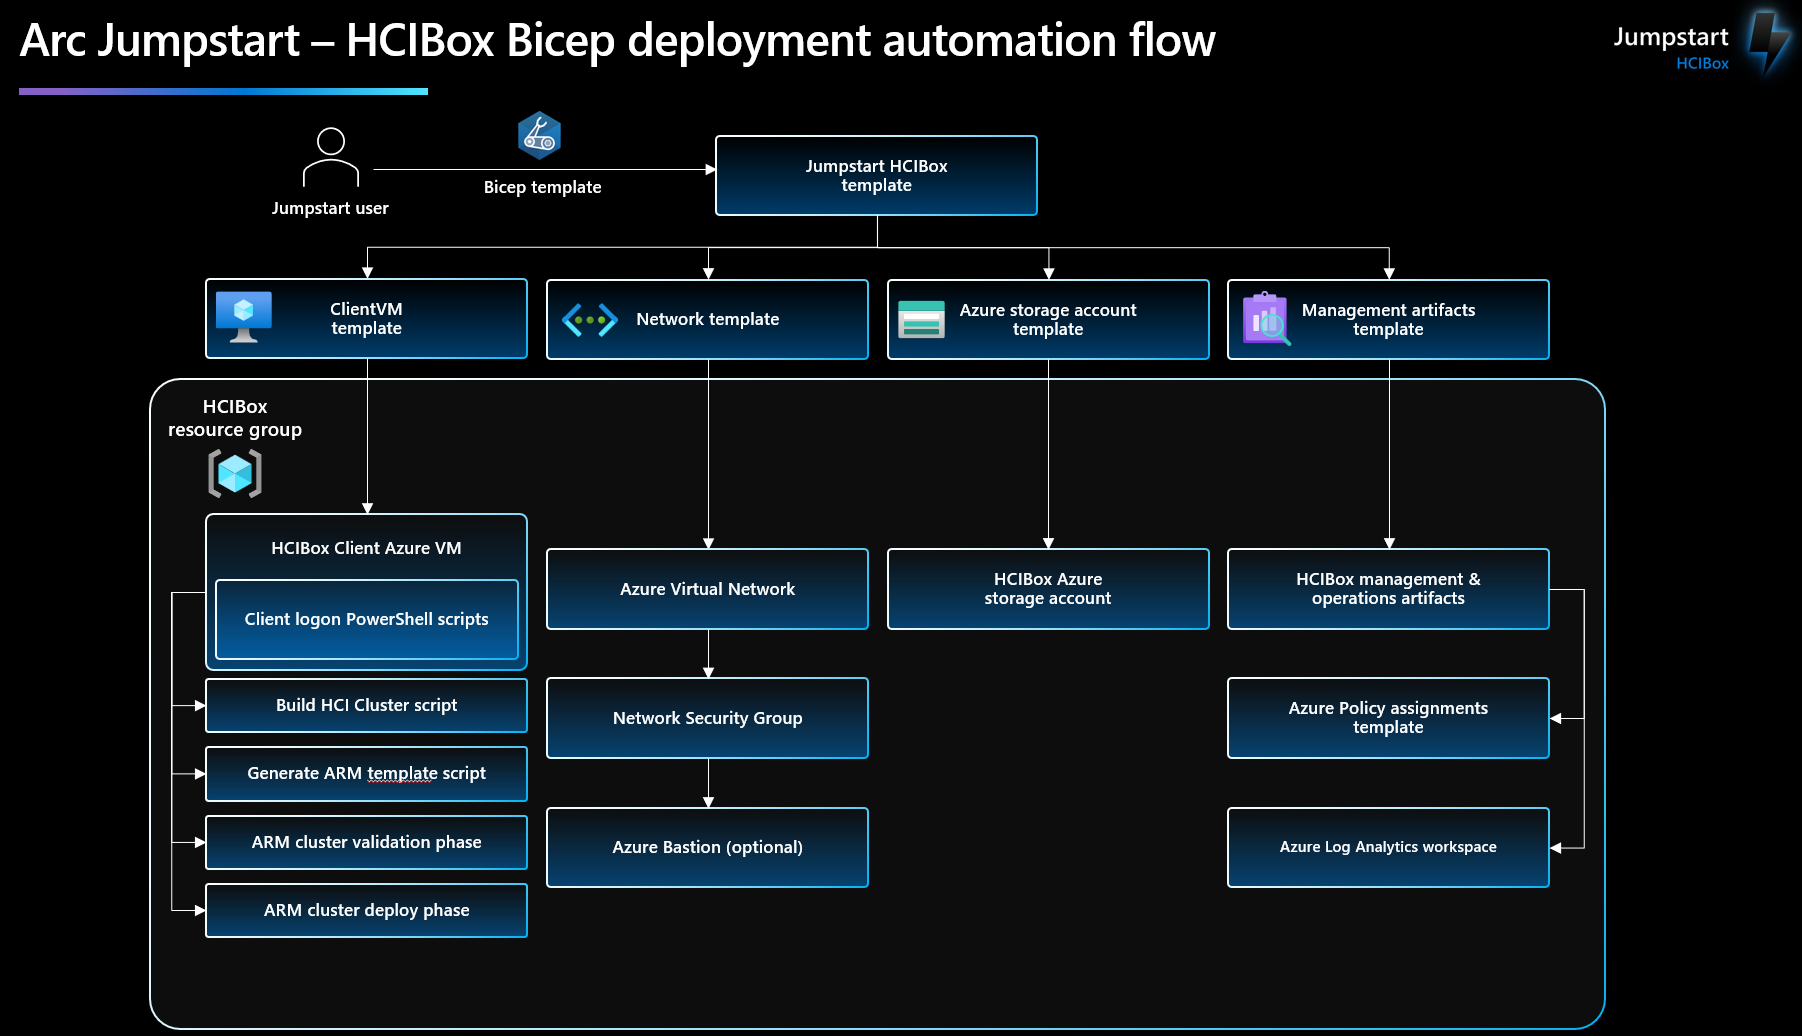 Arc Jumpstart – HCIBox Bicep deployment automation flow
Jumpstart
HCIBox
Bicep template
Jumpstart user
Jumpstart HCIBox
template
ClientVM
template
Network template
Azure storage account
template
Management artifacts
template
HCIBox
resource group
HCIBox Client Azure VM
Client logon PowerShell scripts
Build HCI Cluster script
Generate ARM template script
ARM cluster validation phase
ARM cluster deploy phase
Azure Virtual Network
Network Security Group
Azure Bastion (optional)
HCIBox Azure
storage account
HCIBox management &
operations artifacts
Azure Policy assignments
template
Azure Log Analytics workspace